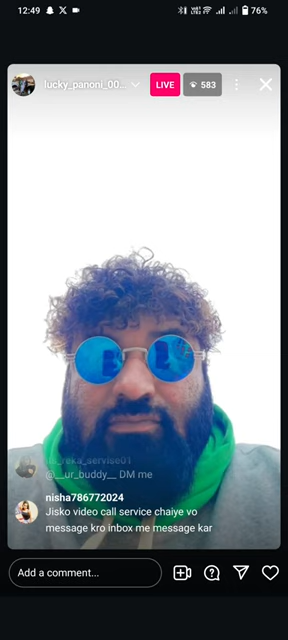 12:49
76%
lucky_panoni_00...
LIVE
583
@__ur_buddy__ DM me
nisha786772024
Jisko video call service chaiye vo
message kro inbox me message kar
Add a comment...